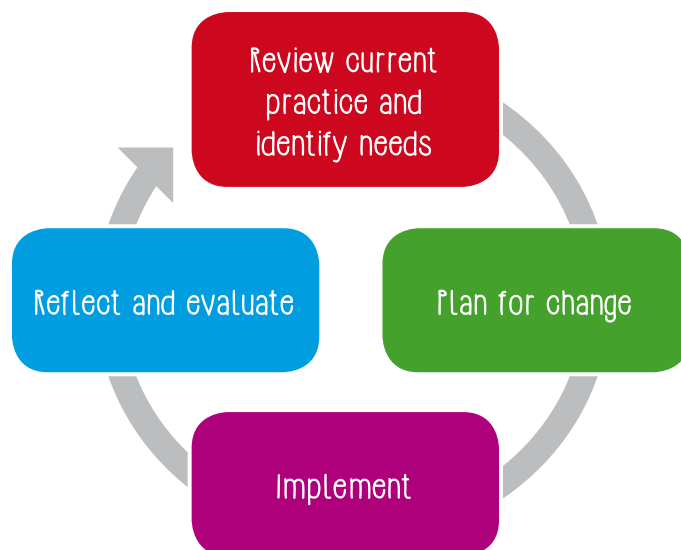 Review current
practice and
identify needs
Reflect and evaluate
Plan for change
Implement